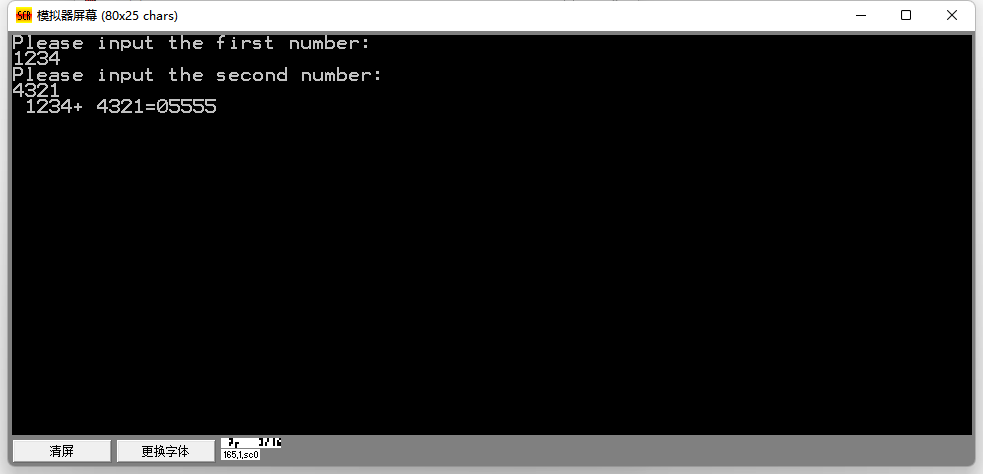 模拟器屏幕 (80x25 chars)
Please input the first number:
1234
Please input the second number:
4321
 1234+ 4321=05555
清屏
更换字体
165,1,sc0